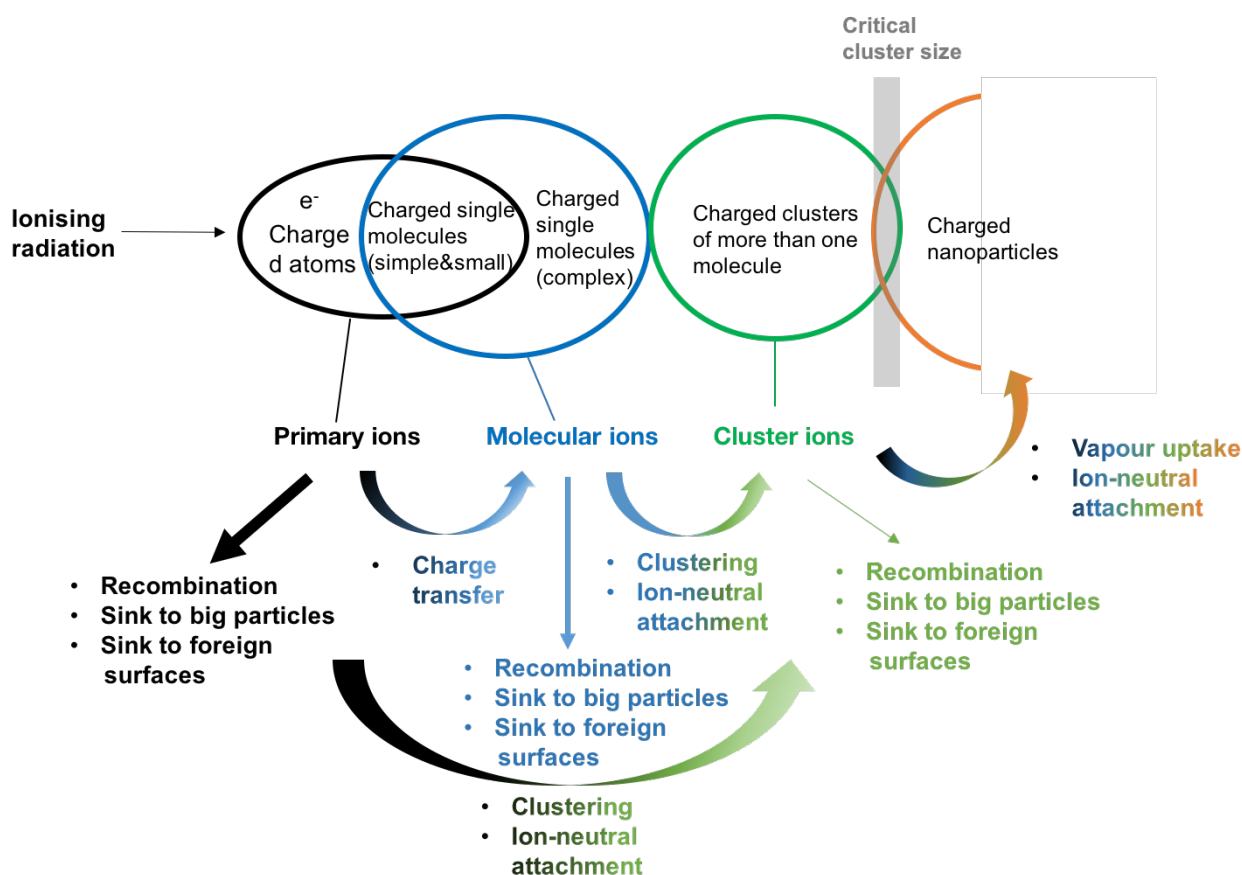 Critical
cluster size
Ionising
radiation
e-
Charge
d atoms
Charged single
molecules
(simple&small)
Charged
single
molecules
(complex)
Charged clusters
of more than one
molecule
Charged
nanoparticles
Primary ions
Molecular ions
Cluster ions
• Vapour uptake
• Ion-neutral
attachment
• Charge
transfer
• Clustering
• Ion-neutral
attachment
• Recombination
• Sink to big particles
• Sink to foreign
surfaces
• Recombination
• Sink to big particles
• Sink to foreign
surfaces
• Recombination
• Sink to big particles
• Sink to foreign
surfaces
• Clustering
• Ion-neutral
attachment